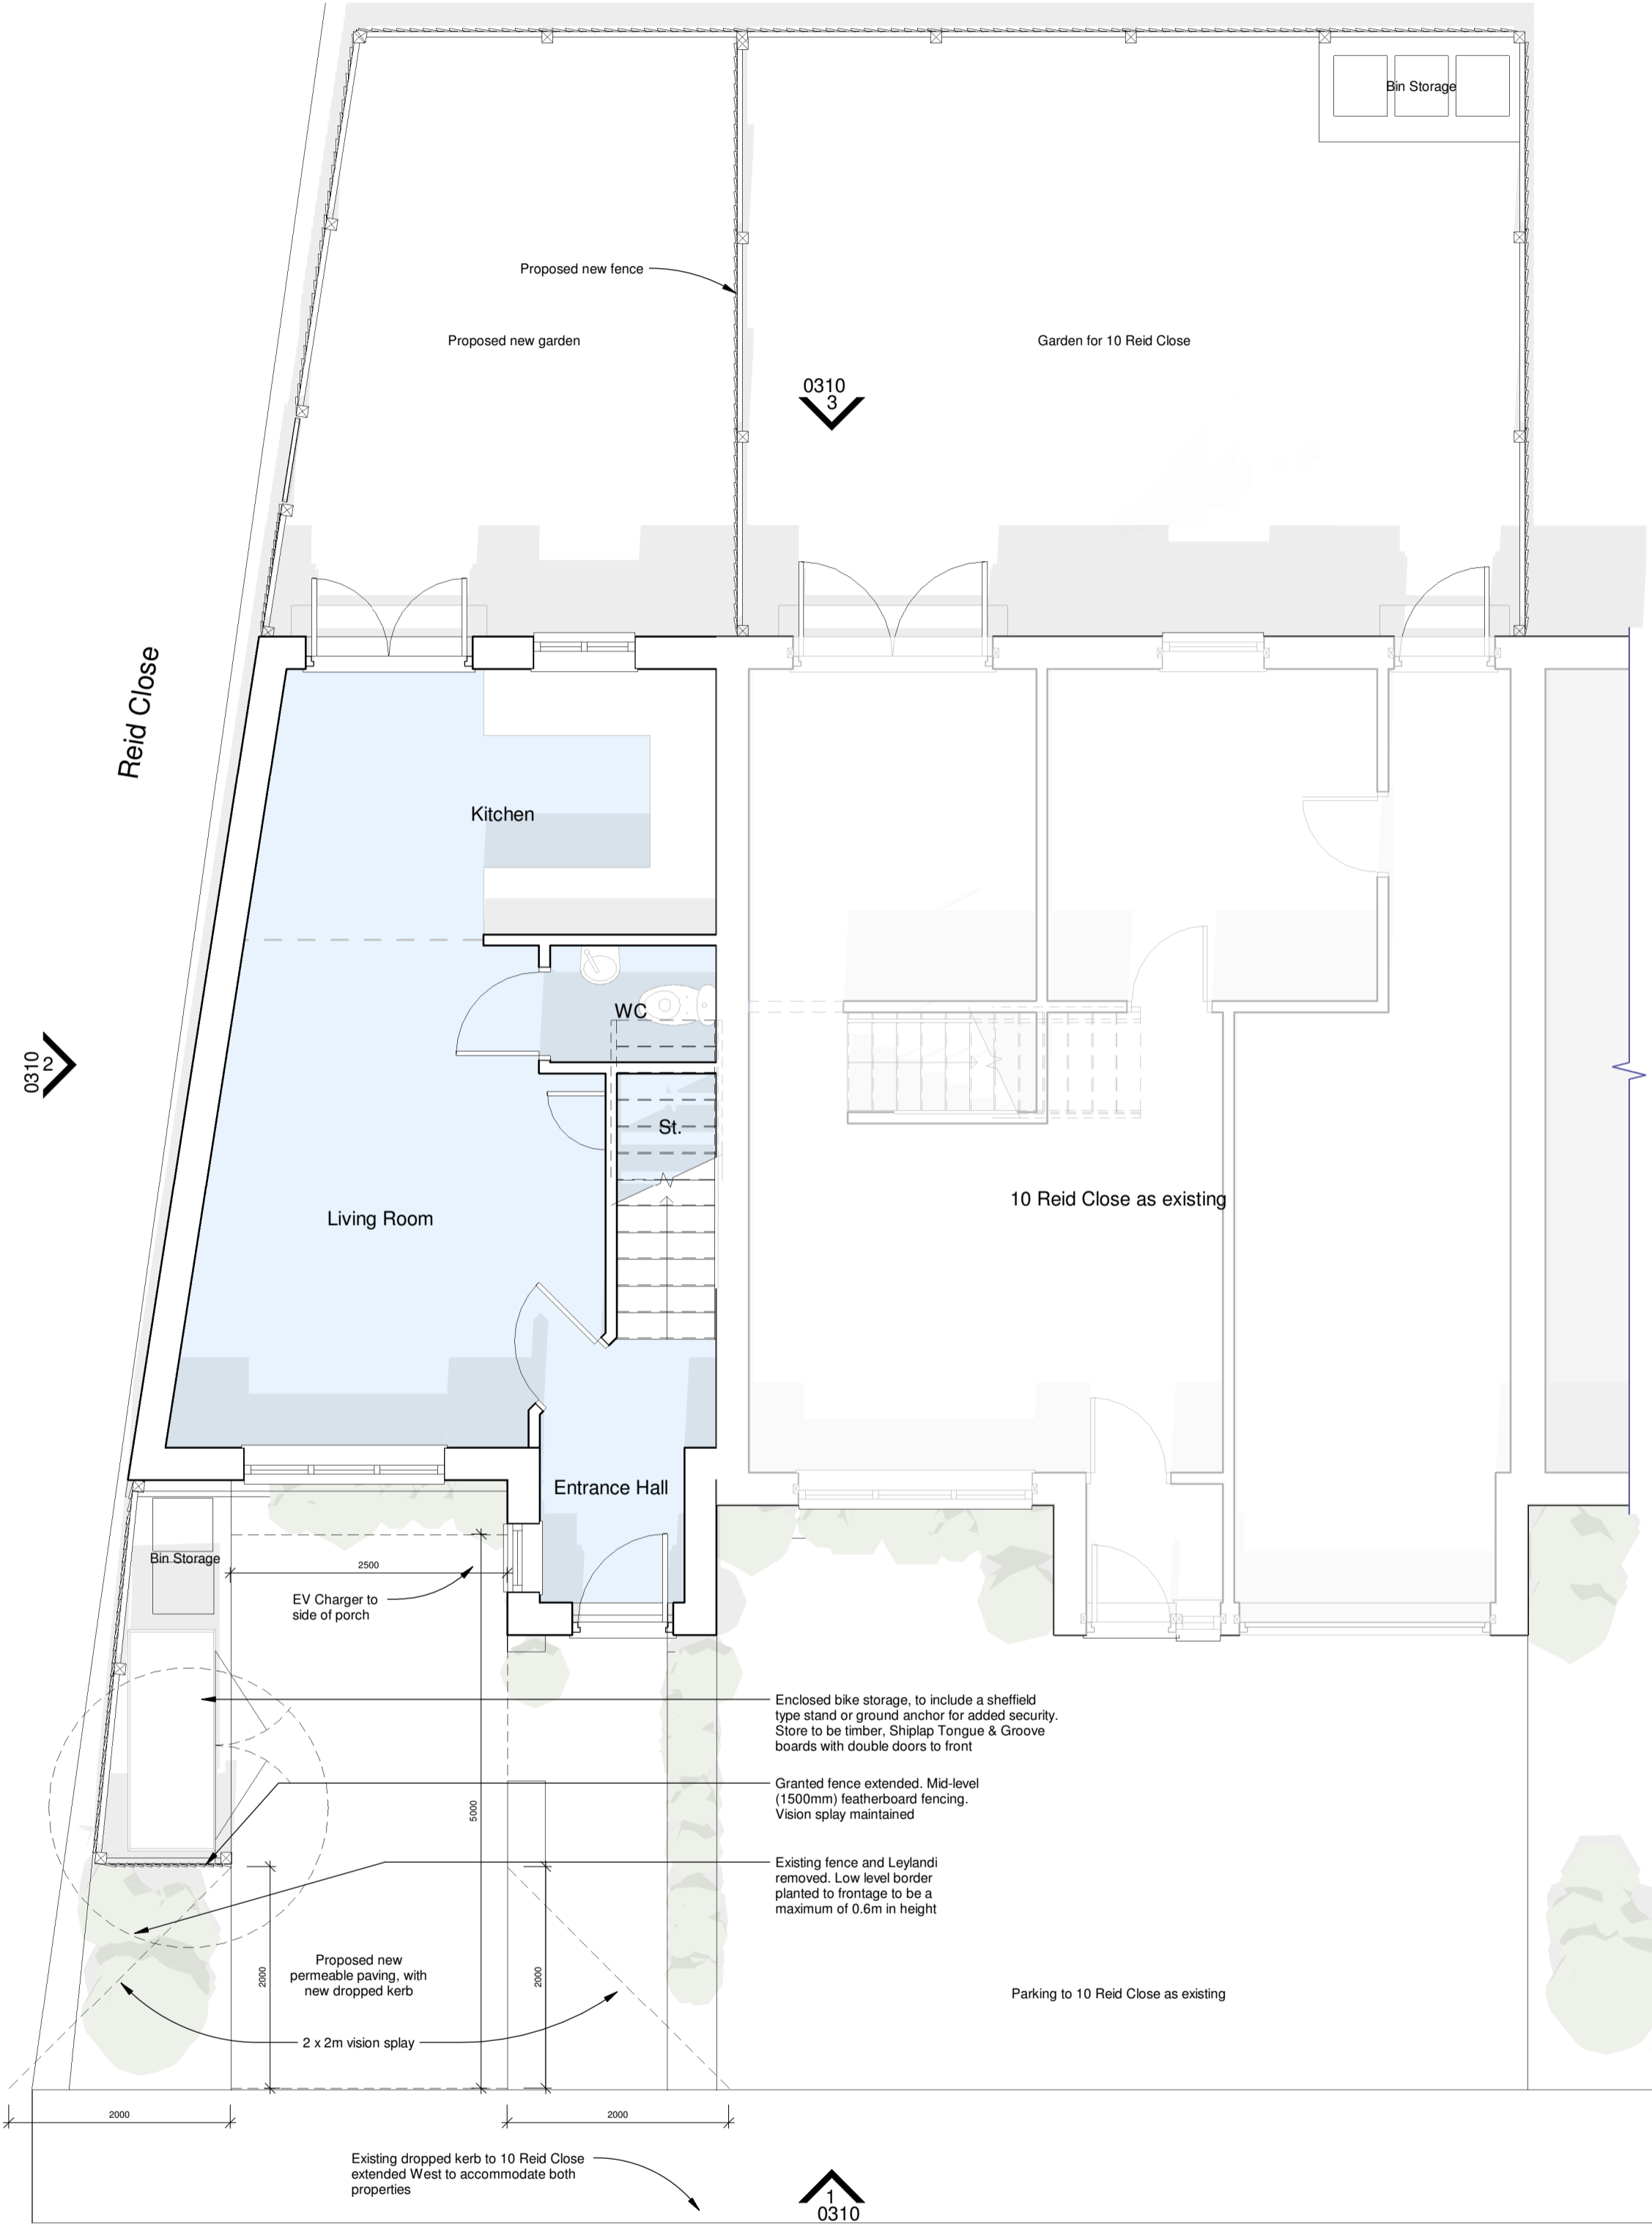 Bin Storage
Proposed new fence
Proposed new garden
Garden for 10 Reid Close
0310
3
Reid Close
Kitchen
WC
0310
2
St.
10 Reid Close as existing
Living Room
Entrance Hall
Bin Storage
2500
EV Charger to
side of porch
Enclosed bike storage, to include a sheffield
type stand or ground anchor for added security.
Store to be timber, Shiplap Tongue & Groove
boards with double doors to front
Granted fence extended. Mid-level
(1500mm) featherboard fencing.
Vision splay maintained
5000
Existing fence and Leylandi
removed. Low level border
planted to frontage to be a
maximum of 0.6m in height
Proposed new
permeable paving, with
new dropped kerb
2000
2000
Parking to 10 Reid Close as existing
2 x 2m vision splay
2000
2000
Existing dropped kerb to 10 Reid Close
extended West to accommodate both
properties
1
0310